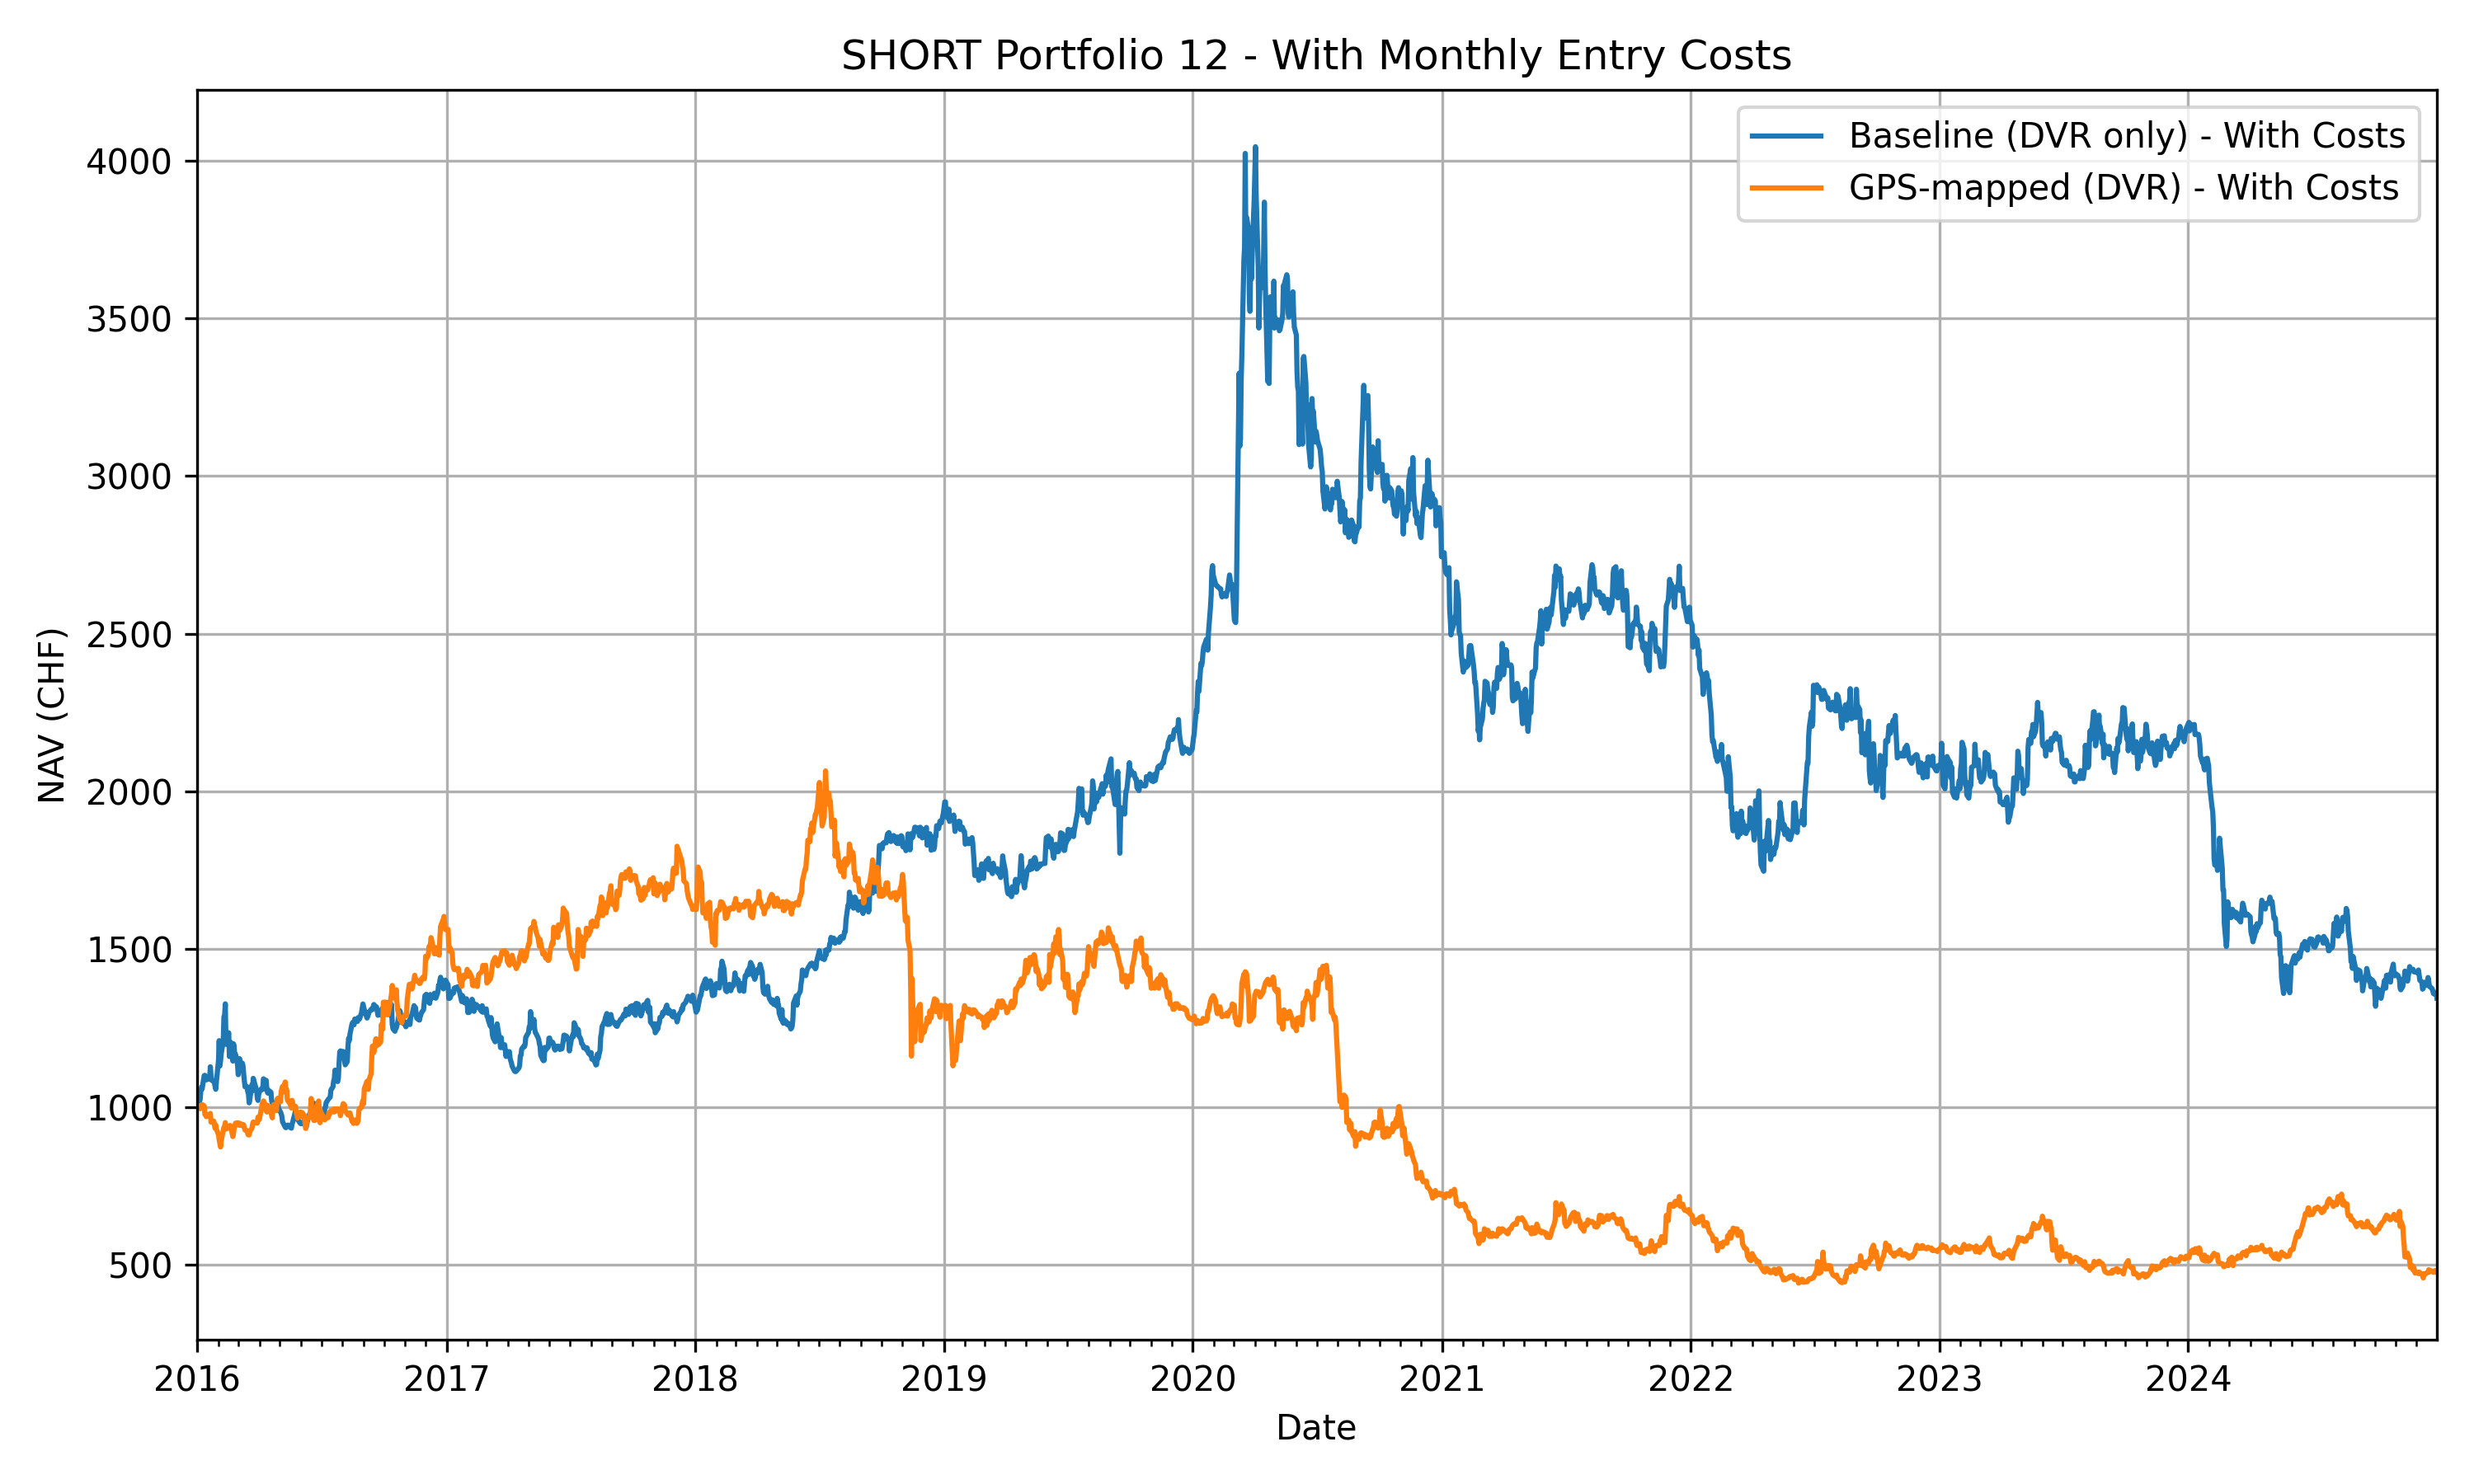 SHORT Portfolio 12 - With Monthly Entry Costs
Baseline (DVR only) - With Costs
GPS-mapped (DVR) - With Costs
4000
3500
3000
2500
2000
1500
1000
500
NAV (CHF)
2016 2017 2018 2019 2020 2021 2022 2023 2024
Date